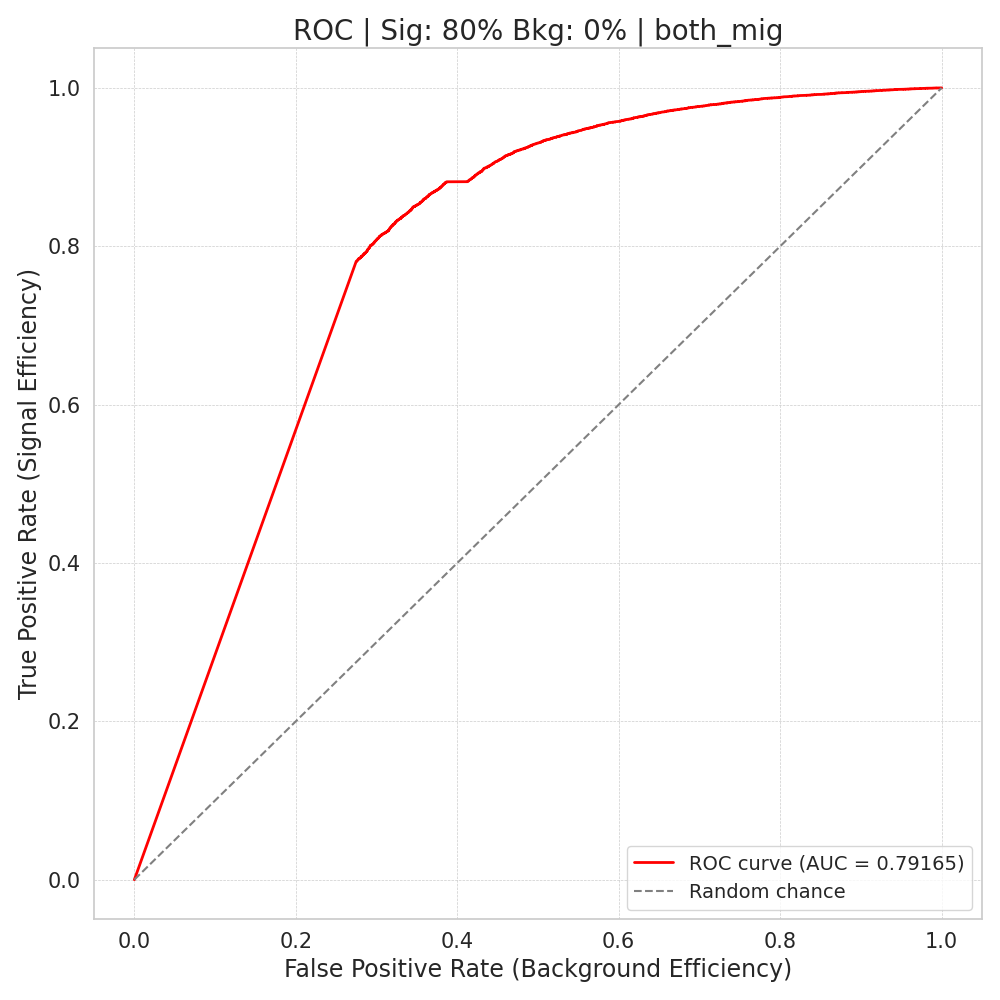 ROC | Sig: 80% Bkg: 0% | both_mig
True Positive Rate (Signal Efficiency)
1.0
0.8
0.6
0.4
0.2
0.0
ROC curve (AUC = 0.79165)
Random chance
0.0 0.2 0.4 0.6 0.8 1.0
False Positive Rate (Background Efficiency)